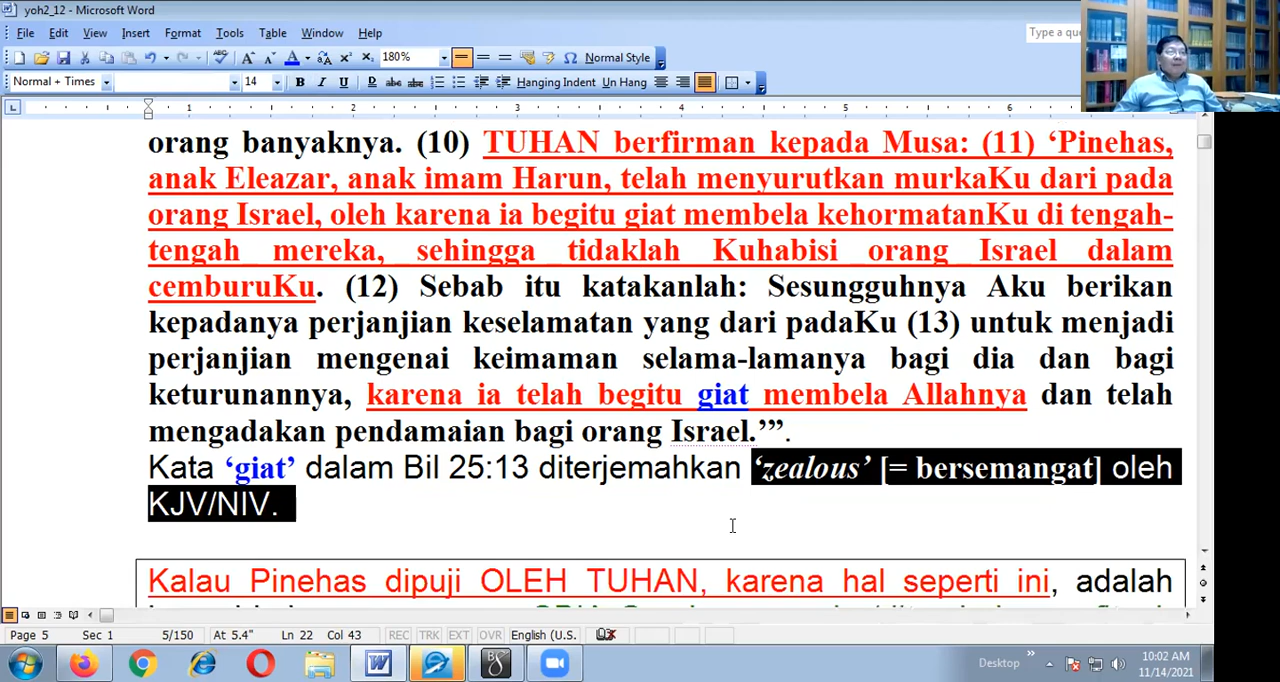 yoh2_12 - Microsoft Word
File Edit View Insert Format Tools Table Window Help
Type a que
180% Normal Style
Normal + Times 14 B I U Hanging Indent Un Hang
1 2 3 4 5 6
orang banyaknya. (10) TUHAN berfirman kepada Musa: (11) ‘Pinehas,
anak Eleazar, anak imam Harun, telah menyurutkan murkaKu dari pada
orang Israel, oleh karena ia begitu giat membela kehormatanKu di tengah-
tengah mereka, sehingga tidaklah Kuhabisi orang Israel dalam
cemburuKu. (12) Sebab itu katakanlah: Sesungguhnya Aku berikan
kepadanya perjanjian keselamatan yang dari padaKu (13) untuk menjadi
perjanjian mengenai keimaman selama-lamanya bagi dia dan bagi
keturunannya, karena ia telah begitu giat membela Allahnya dan telah
mengadakan pendamaian bagi orang Israel.’”.
Kata ‘giat’ dalam Bil 25:13 diterjemahkan ‘zealous’ [= bersemangat] oleh
KJV/NIV.
Kalau Pinehas dipuji OLEH TUHAN, karena hal seperti ini, adalah
Page 5 Sec 1 5/150 At 5.4" Ln 22 Col 43 REC TRK EXT OVR English (U.S.
Desktop 10:02 AM
11/14/2021